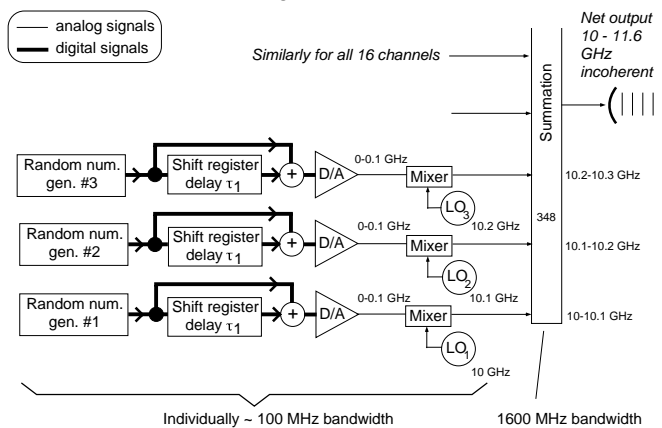 analog signals
digital signals
Similarly for all 16 channels
Net output
10 - 11.6
GHz
incoherent
Summation
348
Random num.
gen. #3
Shift register
delay τ1
+
D/A
0-0.1 GHz
Mixer
LO3
10.2 GHz
10.2-10.3 GHz
Random num.
gen. #2
Shift register
delay τ1
+
D/A
0-0.1 GHz
Mixer
LO2
10.1 GHz
10.1-10.2 GHz
Random num.
gen. #1
Shift register
delay τ1
+
D/A
0-0.1 GHz
Mixer
LO1
10 GHz
10-10.1 GHz
Individually ~ 100 MHz bandwidth
1600 MHz bandwidth